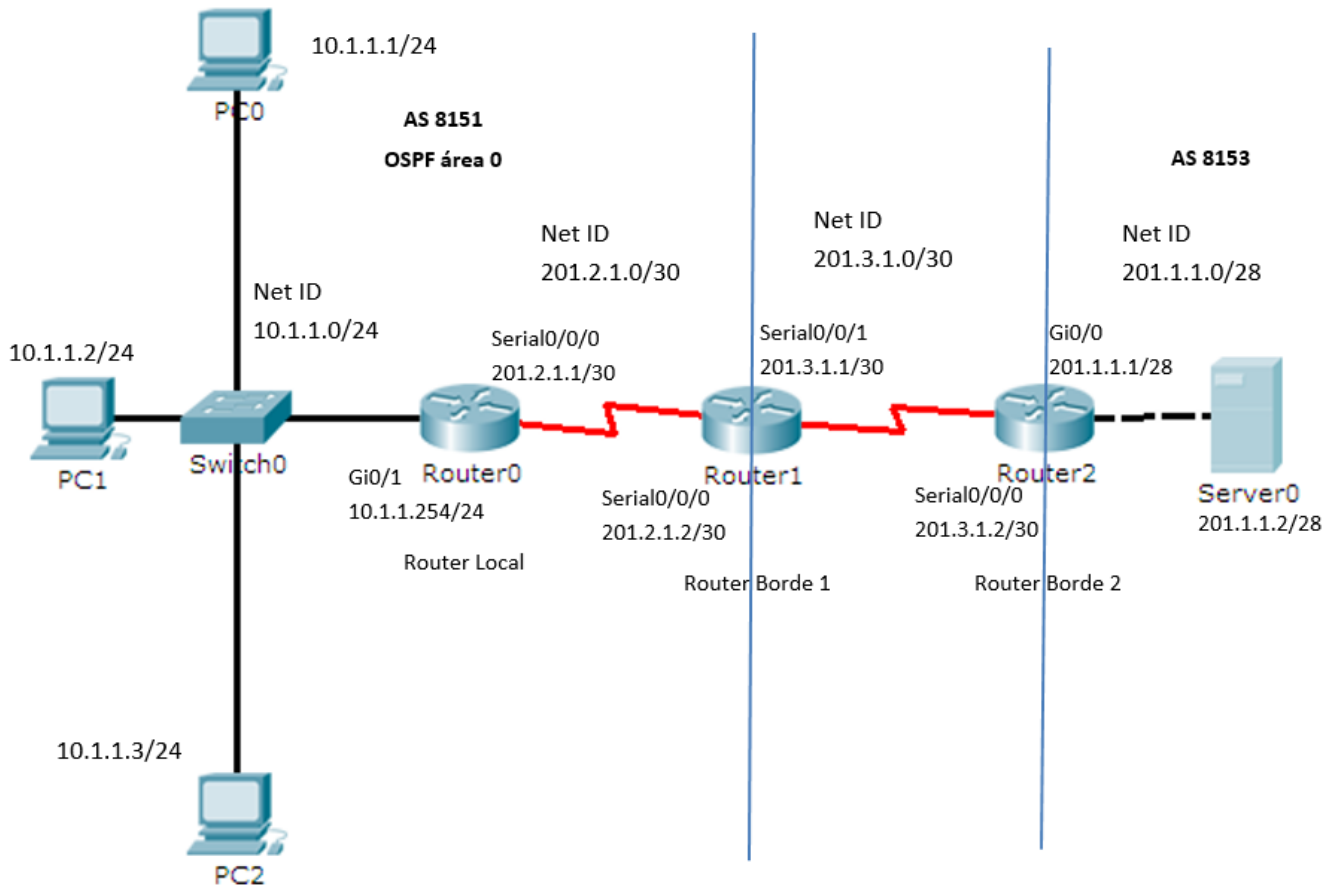 10.1.1.1/24
PC0
AS 8151
OSPF área 0
AS 8153
Net ID
201.2.1.0/30
Net ID
201.3.1.0/30
Net ID
201.1.1.0/28
Net ID
10.1.1.0/24
10.1.1.2/24
PC1
Switch0
Serial0/0/0
201.2.1.1/30
Router0
Gi0/1
10.1.1.254/24
Router Local
Serial0/0/1
201.3.1.1/30
Router1
Serial0/0/0
201.2.1.2/30
Router Borde 1
Gi0/0
201.1.1.1/28
Router2
Serial0/0/0
201.3.1.2/30
Router Borde 2
Server0
201.1.1.2/28
10.1.1.3/24
PC2